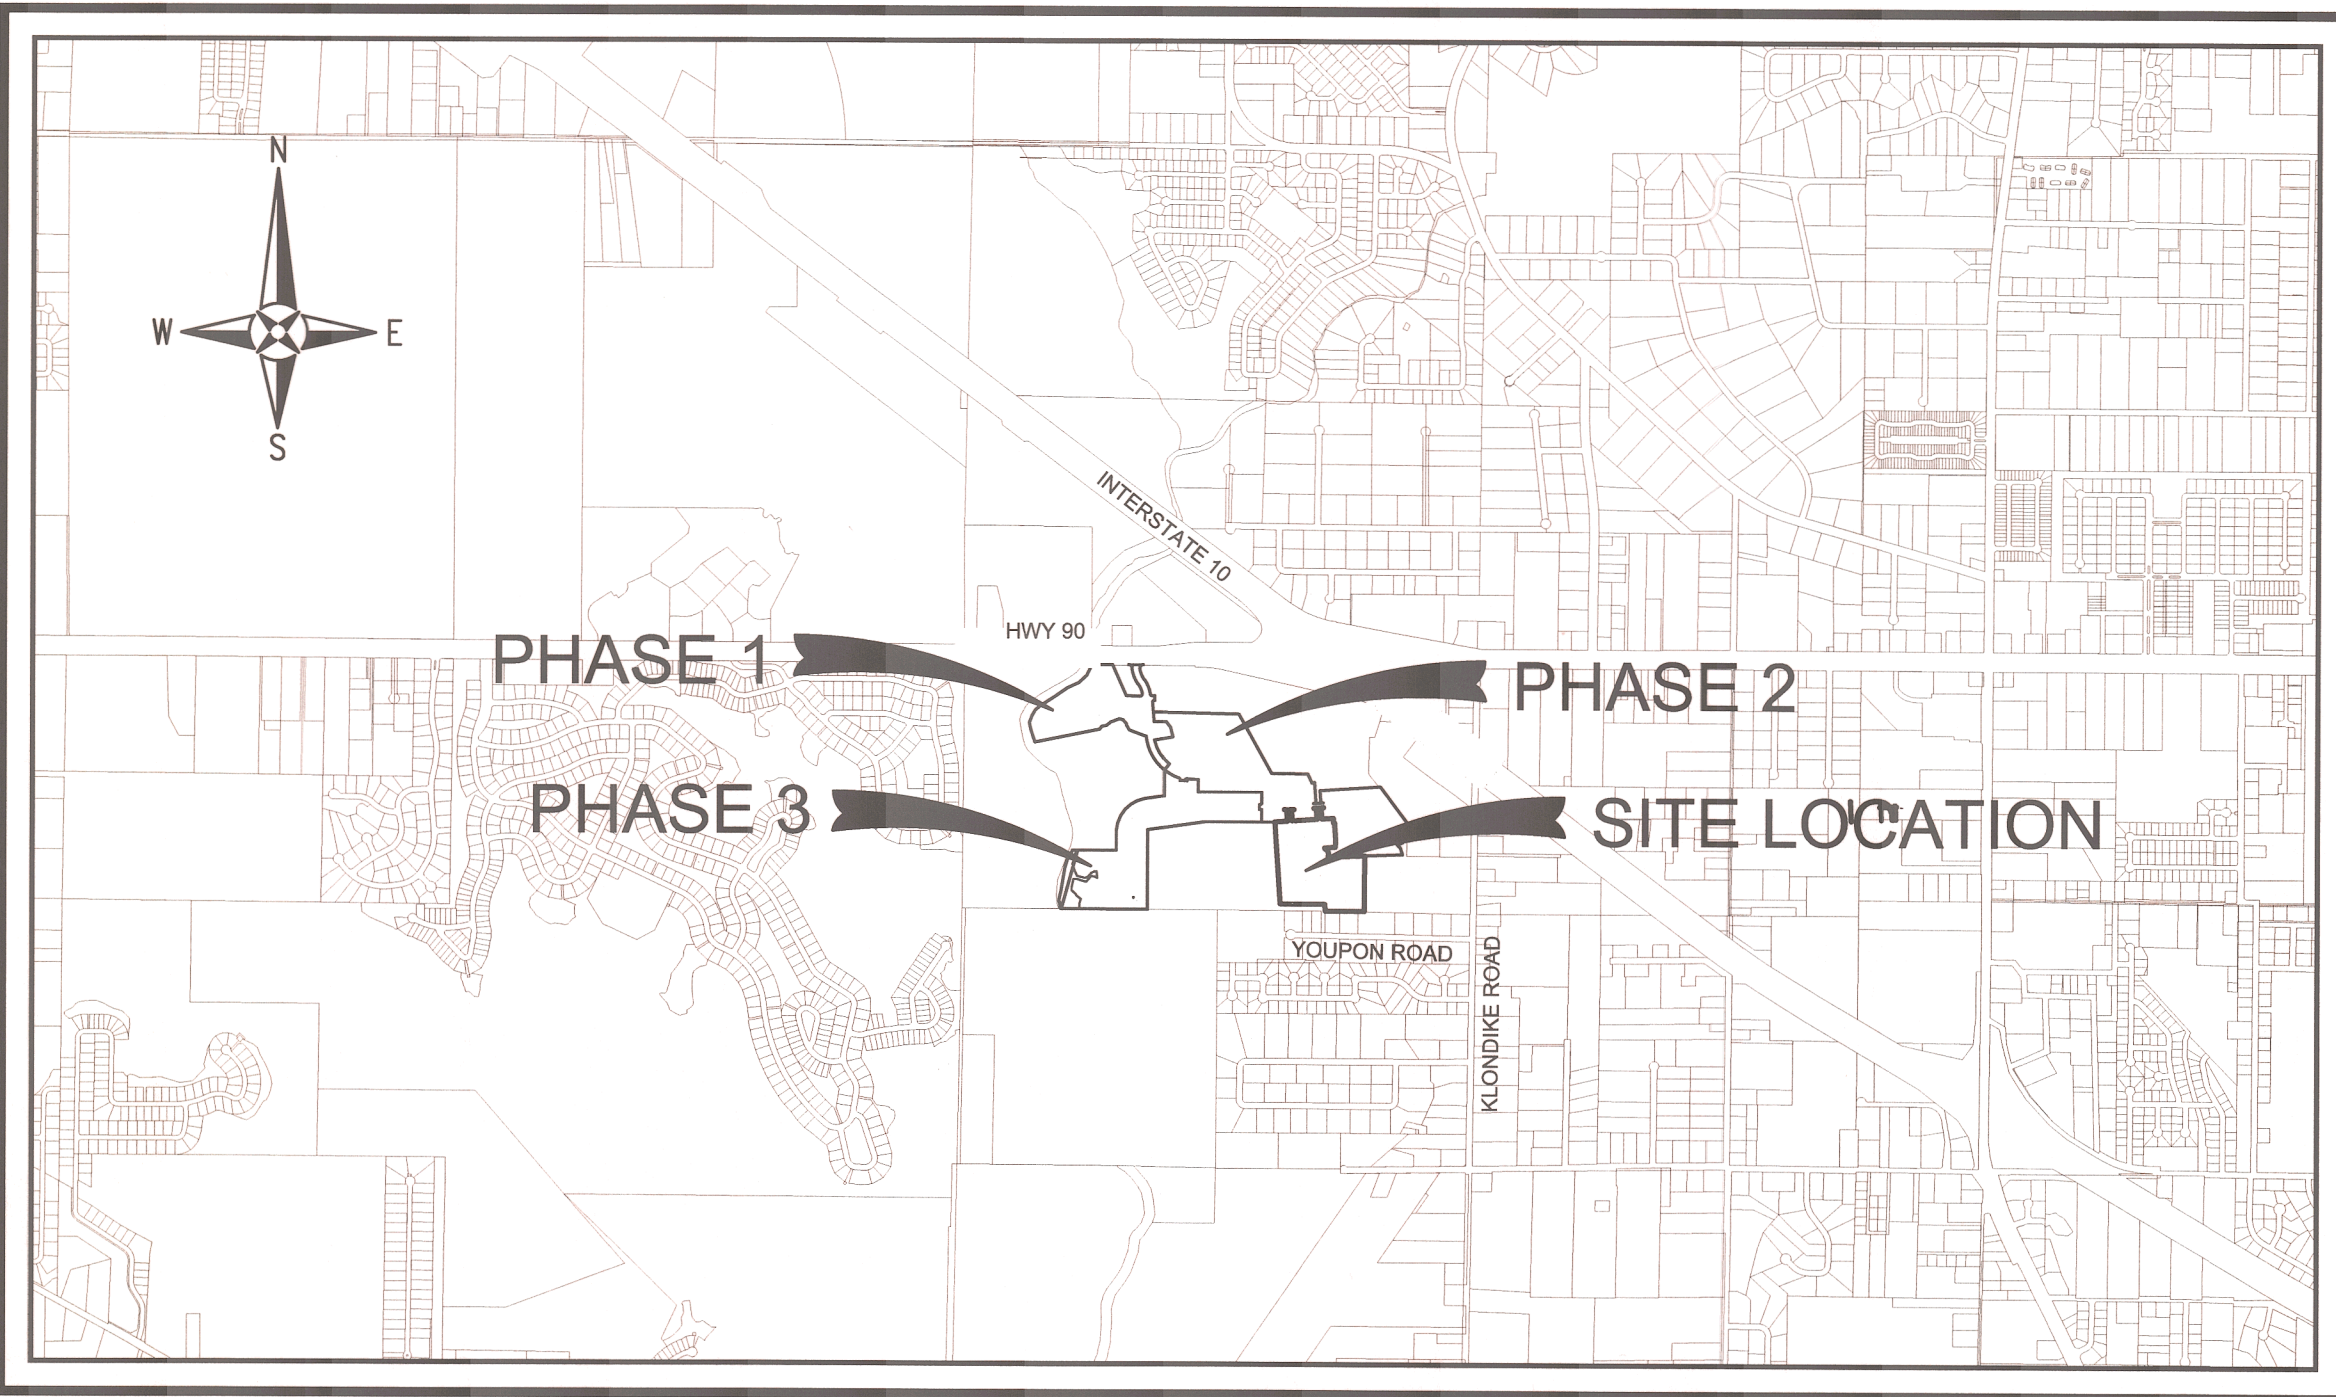 N
W
E
S
INTERSTATE 10
HWY 90
PHASE 1
PHASE 2
PHASE 3
SITE LOCATION
YOUPON ROAD
KLONDIKE ROAD